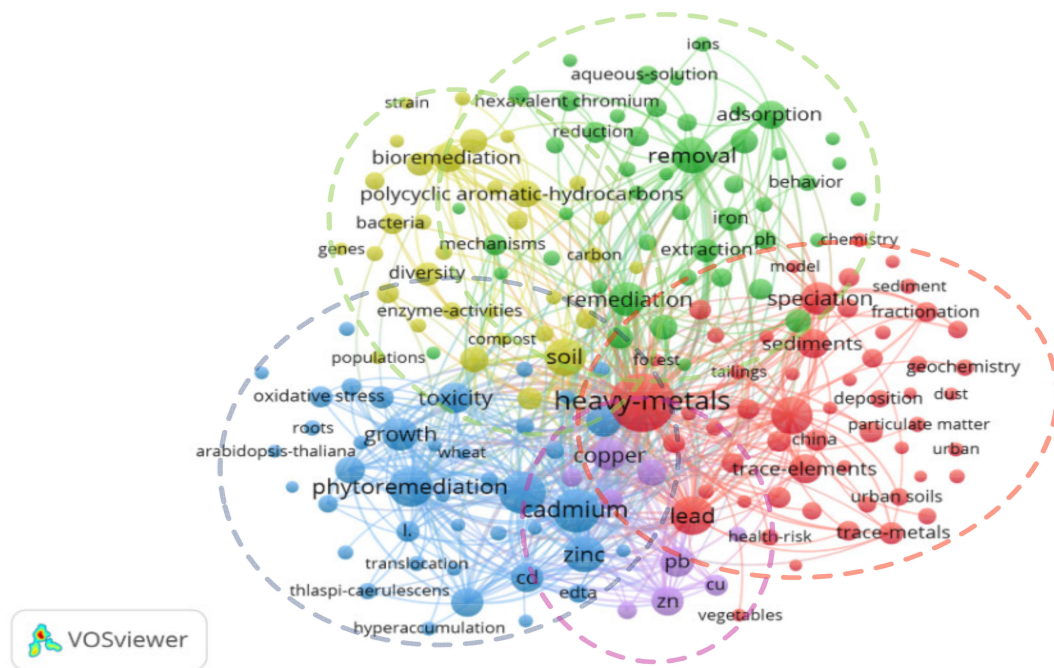 ions
aqueous-solution
strain
hexavalent chromium
adsorption
reduction
bioremediation
removal
behavior
polycyclic aromatic-hydrocarbons
bacteria
iron
genes
mechanisms
carbon
extraction
ph
chemistry
diversity
model
sediment
remediation
speciation
fractionation
enzyme-activities
compost
sediments
populations
soil
forest
tailings
geochemistry
oxidative stress
toxicity
heavy-metals
deposition
dust
roots
growth
particulate matter
arabidopsis-thaliana
wheat
copper
china
urban
trace-elements
phytoremediation
cadmium
lead
urban soils
l.
health-risk
trace-metals
translocation
zinc
pb
thlaspi-caerulescens
cd
edta
cu
zn
vegetables
hyperaccumulation
VOSviewer